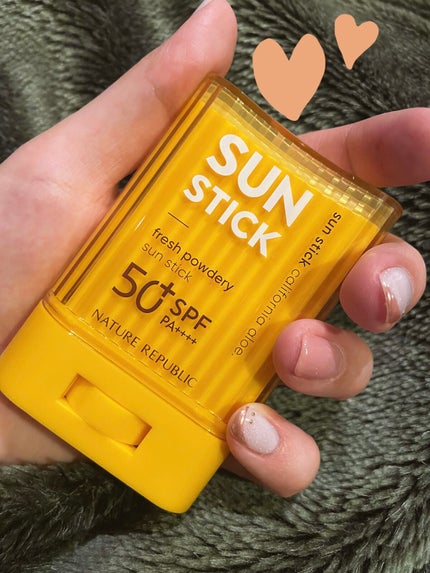 SUN
STICK
fresh powdery
sun stick
50+SPF
PA++++
NATURE REPUBLIC
sun stick california aloe.